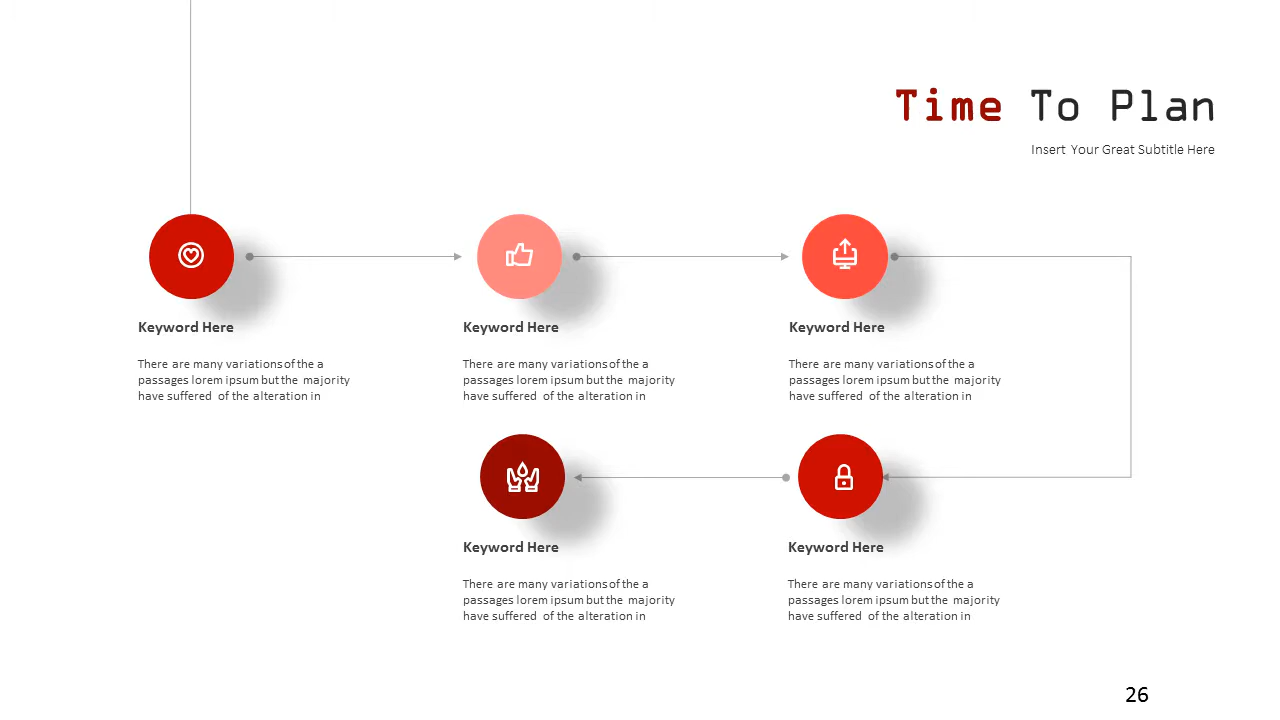 Time To Plan
Insert Your Great Subtitle Here
Keyword Here
There are many variations of the a
passages lorem ipsum but the majority
have suffered of the alteration in
Keyword Here
There are many variations of the a
passages lorem ipsum but the majority
have suffered of the alteration in
Keyword Here
There are many variations of the a
passages lorem ipsum but the majority
have suffered of the alteration in
Keyword Here
There are many variations of the a
passages lorem ipsum but the majority
have suffered of the alteration in
Keyword Here
There are many variations of the a
passages lorem ipsum but the majority
have suffered of the alteration in
26